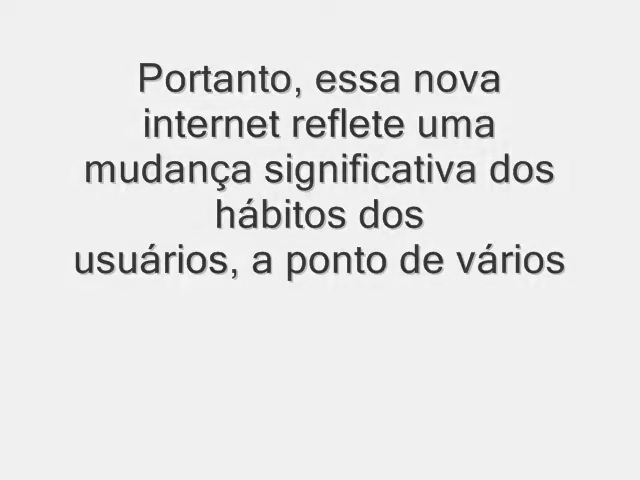 Portanto, essa nova
internet reflete uma
mudança significativa dos
hábitos dos
usuários, a ponto de vários